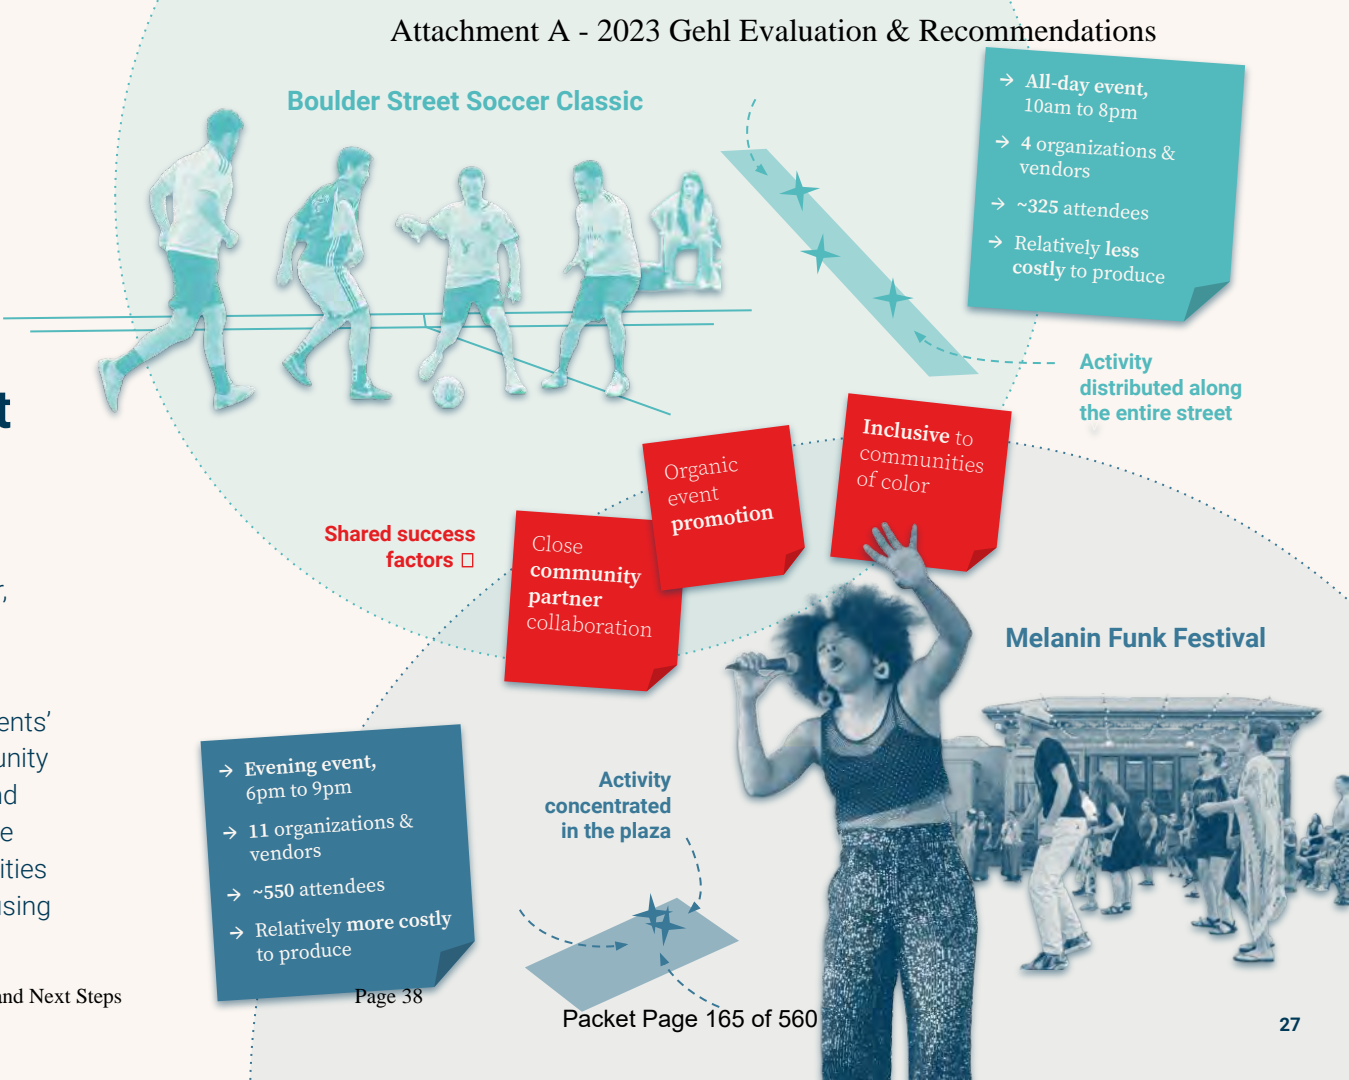 Attachment A - 2023 Gehl Evaluation & Recommendations
Boulder Street Soccer Classic
→ All-day event,
10am to 8pm
→ 4 organizations &
vendors
→ ~325 attendees
→ Relatively less
costly to produce
Activity
distributed along
the entire street
t
Inclusive to
communities
of color
Organic
event
promotion
Shared success
factors
Close
community
partner
collaboration
r,
Melanin Funk Festival
ents’
unity
nd
e
ities
using
→ Evening event,
6pm to 9pm
→ 11 organizations &
vendors
→ ~550 attendees
→ Relatively more costly
to produce
Activity
concentrated
in the plaza
and Next Steps
Page 38
Packet Page 165 of 560
27